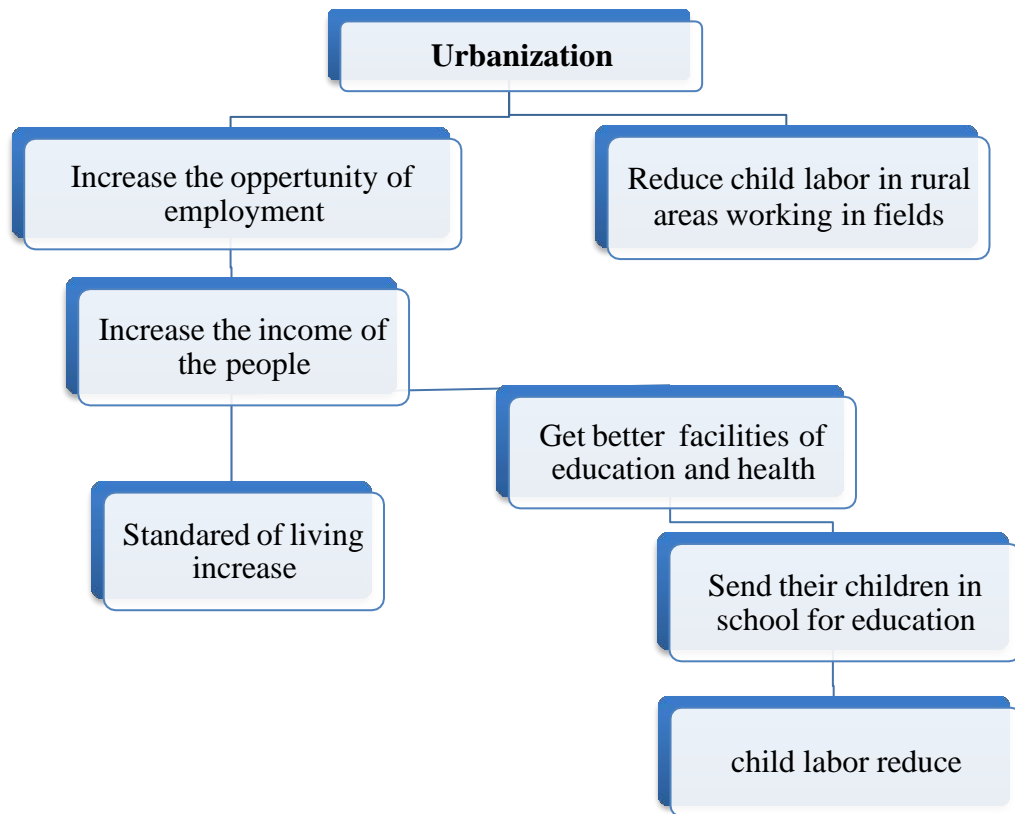 Urbanization
Increase the oppertunity of
employment
Reduce child labor in rural
areas working in fields
Increase the income of
the people
Get better facilities of
education and health
Standared of living
increase
Send their children in
school for education
child labor reduce